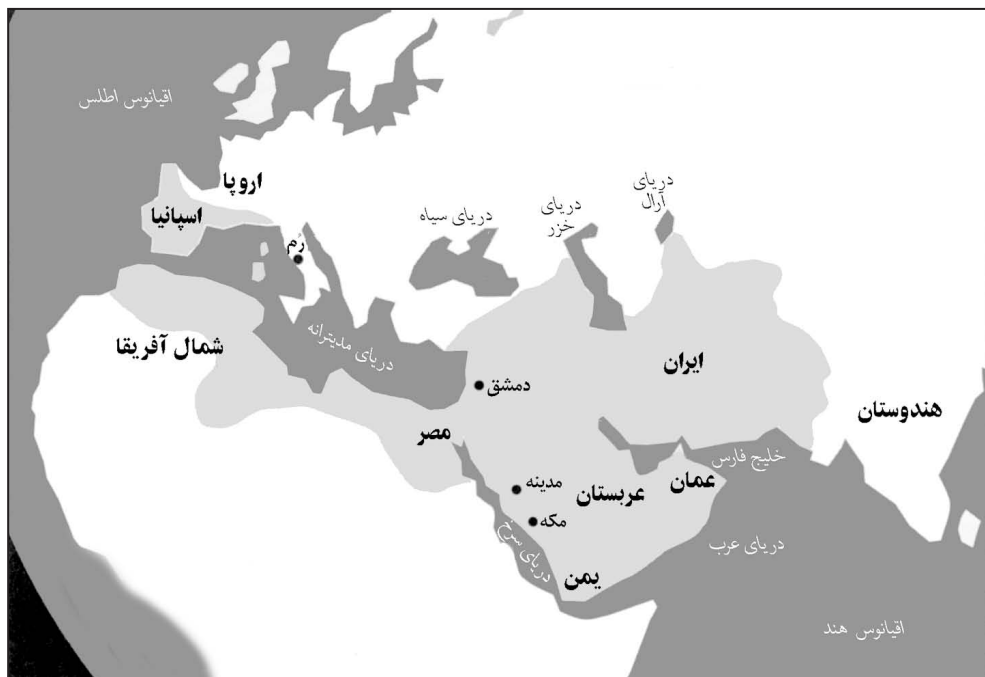 اقیانوس اطلس
اروپا
اسپانیا
رُم
دریای سیاه
دریای
خزر
دریای
آرال
شمال آفریقا
دریای مدیترانه
ایران
دمشق
هندوستان
مصر
خلیج فارس
عمان
مدینه
عربستان
مکه
دریای سرخ
دریای عرب
یمن
اقیانوس هند